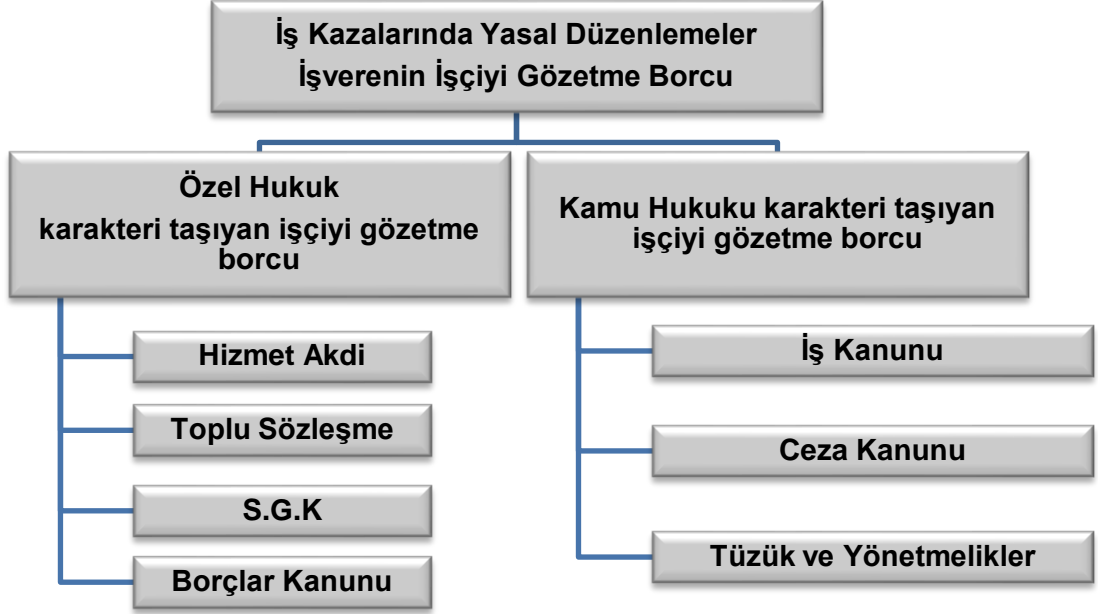 İş Kazalarında Yasal Düzenlemeler
İşverenin İşçiyi Gözetme Borcu
Özel Hukuk
karakteri taşıyan işçiyi gözetme
borcu
Hizmet Akdi
Toplu Sözleşme
S.G.K
Borçlar Kanunu
Kamu Hukuku karakteri taşıyan
işçiyi gözetme borcu
İş Kanunu
Ceza Kanunu
Tüzük ve Yönetmelikler